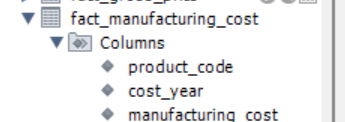 fact_manufacturing_cost
Columns
product_code
cost_year
manufacturing_cost